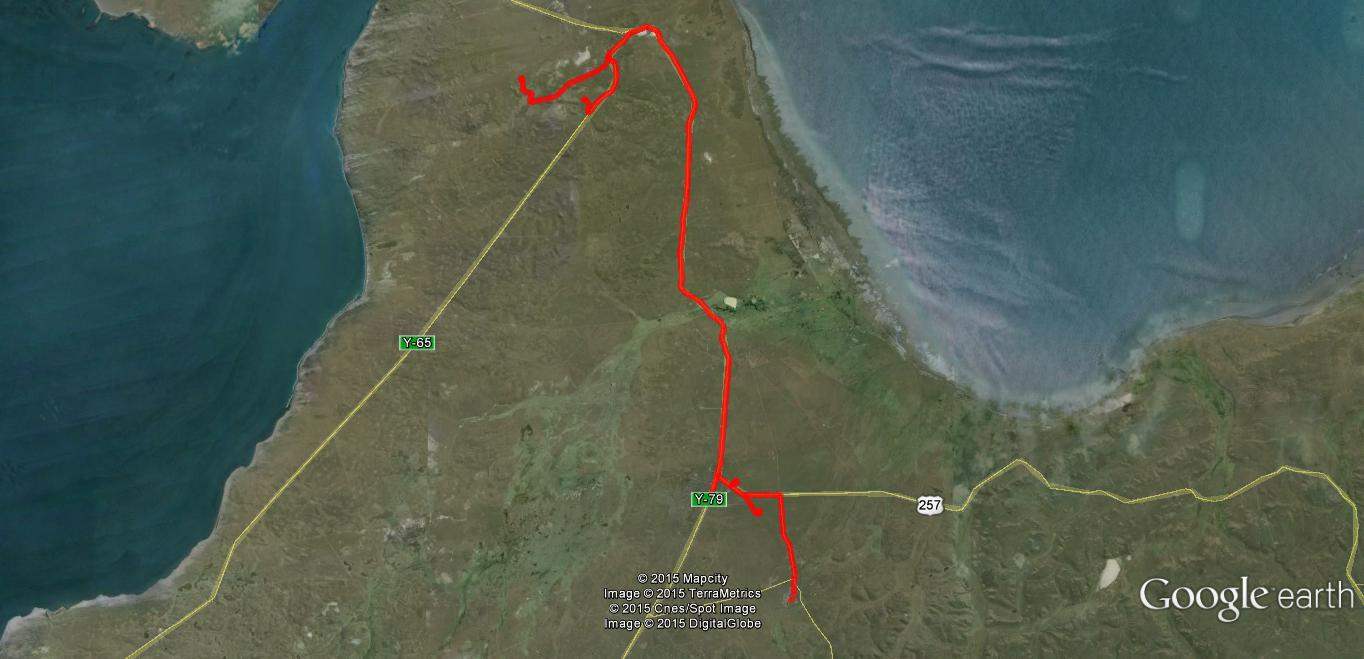 Y-65
Y-79
257
© 2015 Mapcity
Image © 2015 TerraMetrics
© 2015 Cnes/Spot Image
Image © 2015 DigitalGlobe
Google earth